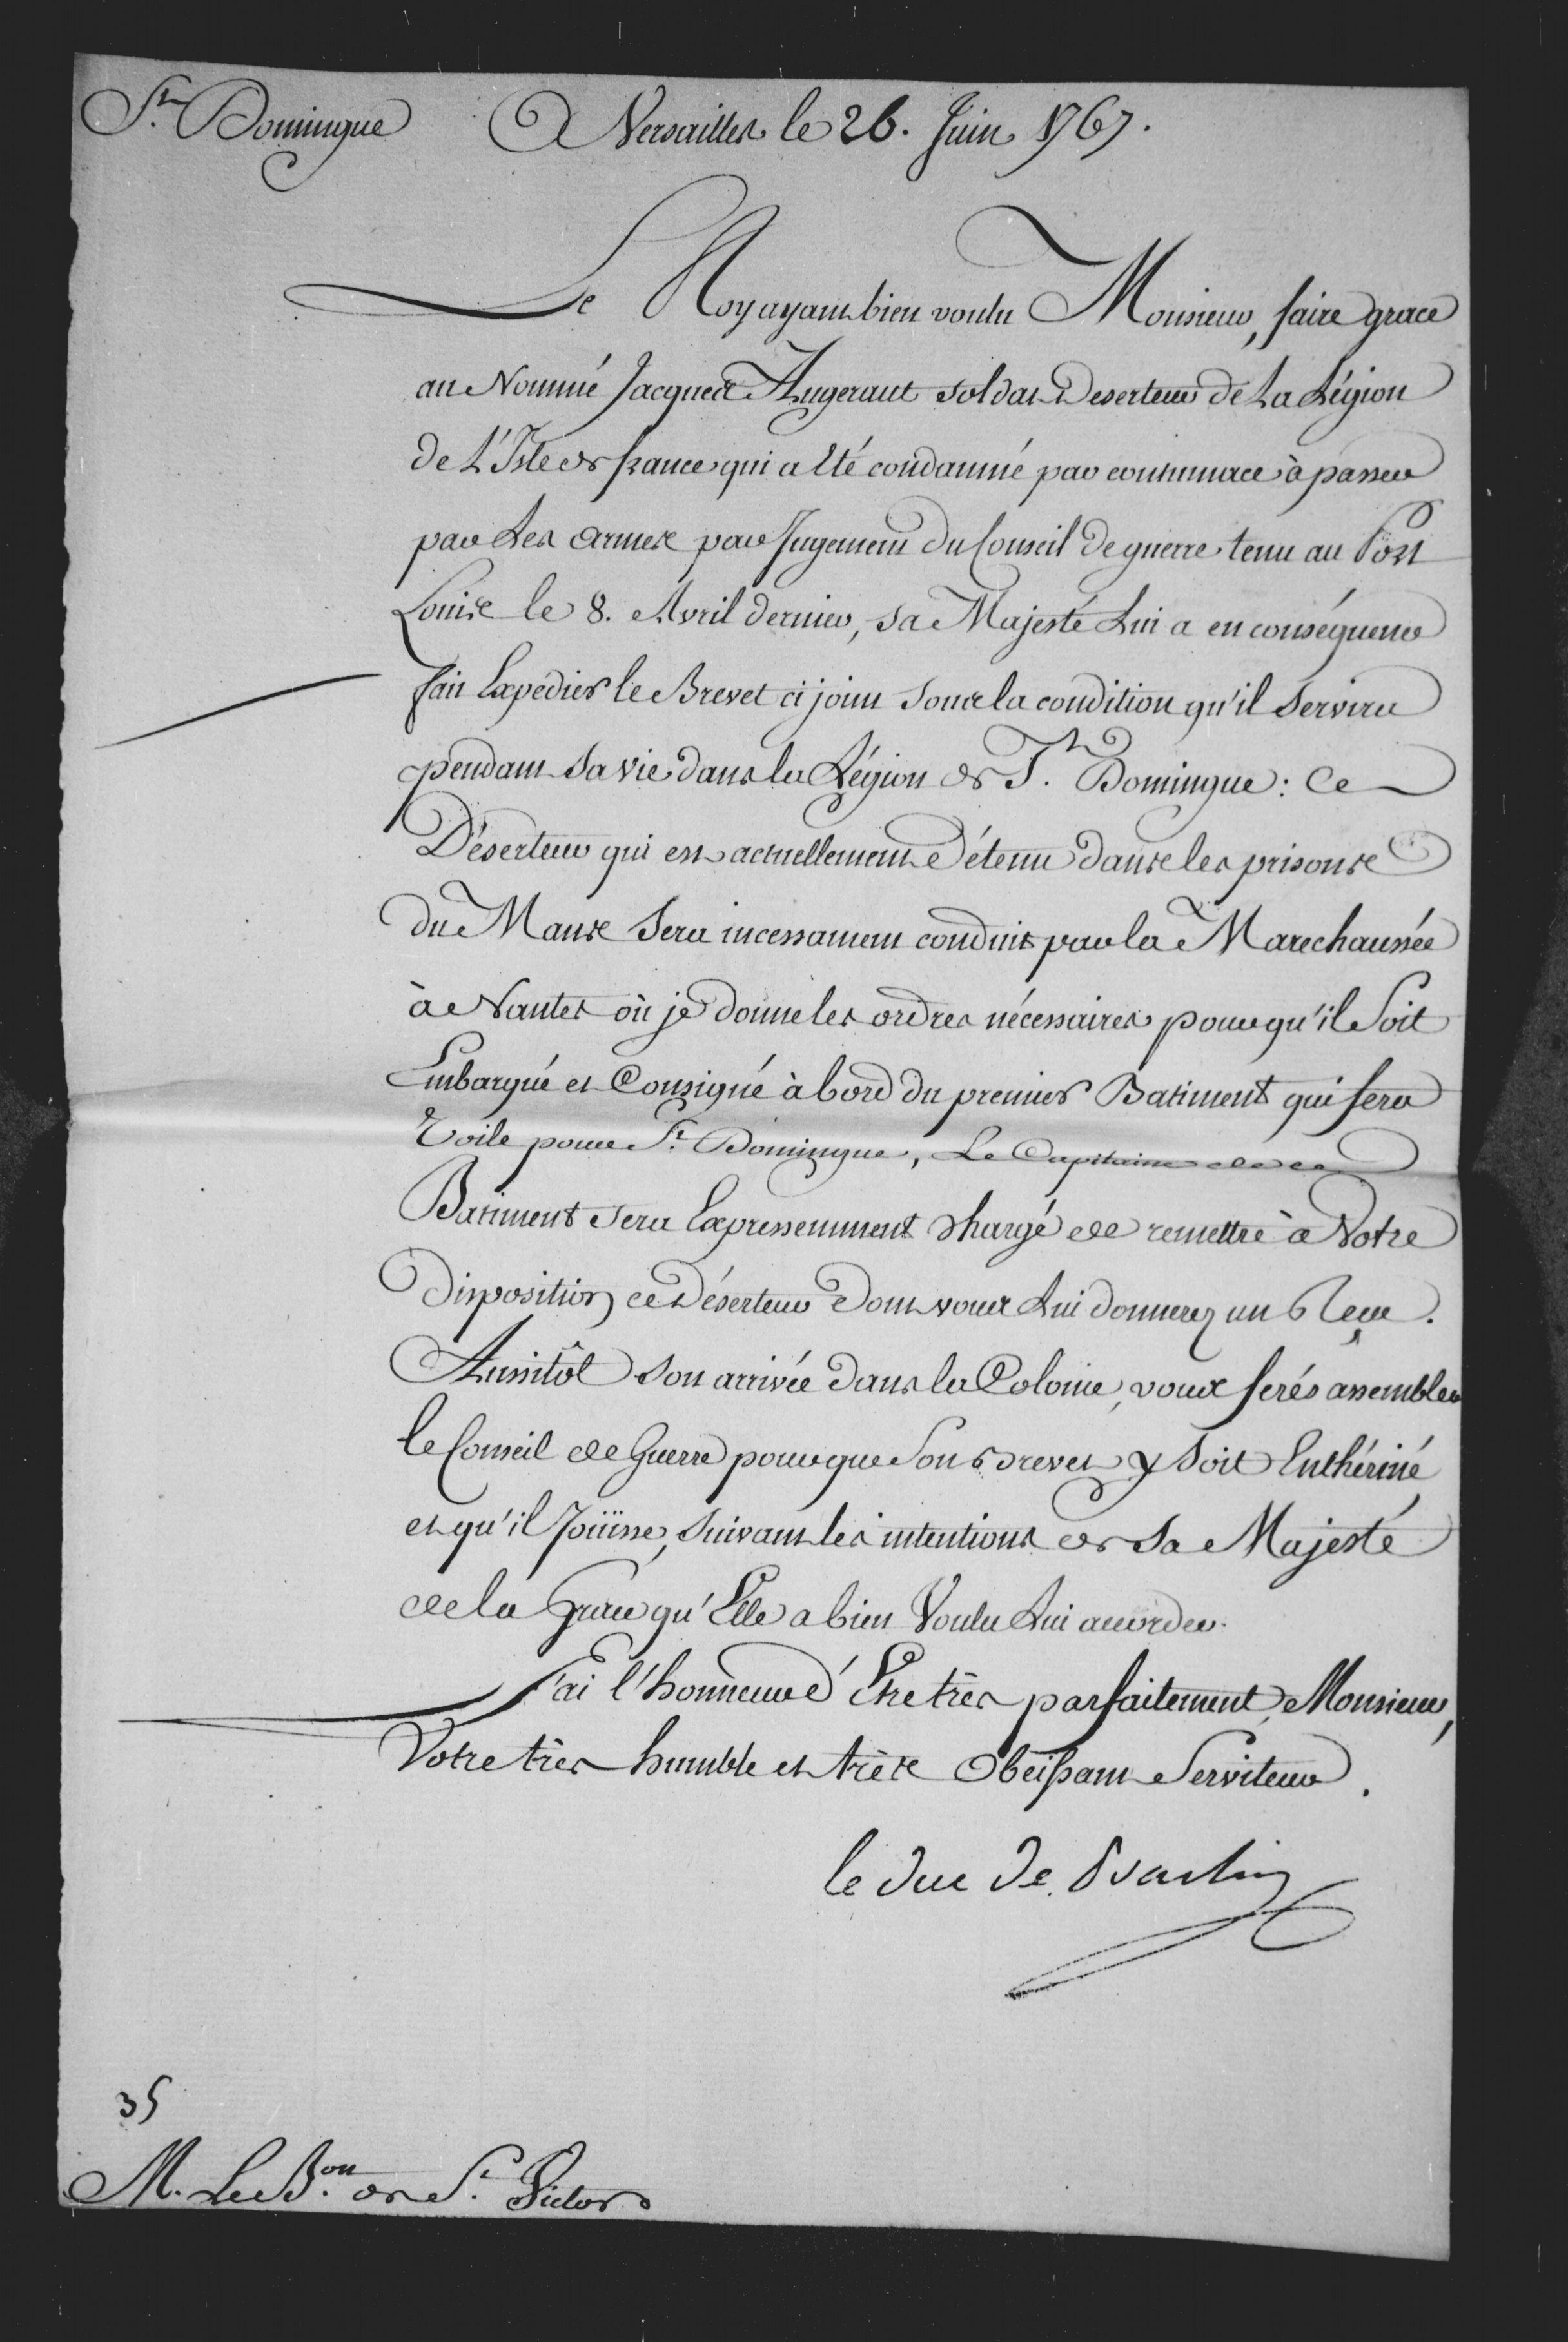 St. Domingue
A Versailles le 26. Juin 1767.
Le Roy ayant bien voulu Monsieur, faire grace
au Nommé Jacques Augeraut soldat Deserteur de La Légion
de L'Isle de france qui a Eté condamné par contumace à passer
par Les armes par Jugement du Conseil de guerre tenu au Port
Louis le 8. Avril dernier, sa Majesté Lui a en conséquence
fait Expédier le Brevet ci joint sous la condition qu'il Servira
pendant sa vie dans la Légion de St. Domingue: Ce
Déserteur qui est actuellement Détenu dans les prisons
du Mans Sera incessament conduit par la Marechaussée
à Nantes où je donne les ordres nécessaires pour qu'il Soit
Embarqué et Consigné à bord du premier Batiment qui fera
Voile pour St. Domingue, Le Capitaine de ce
Batiment sera Expressemment chargé de remettre à Votre
Disposition ce Déserteur Dont vous Lui donnerez un Reçu.
Aussitôt son arrivée dans la Colonie, vous ferés assembler
le Conseil de Guerre pour que Son Brevet y soit Enthériné
et qu'il Joüisse, Suivant les intentions de Sa Majesté
de la Grace qu'Elle a bien Voulu Lui accorder.
J'ai l'honneur d'Etre très parfaitement, Monsieur,
Votre très humble et très Obeissant Serviteur.
le duc de Praslin
35
M. Le Bon. de St. Victor